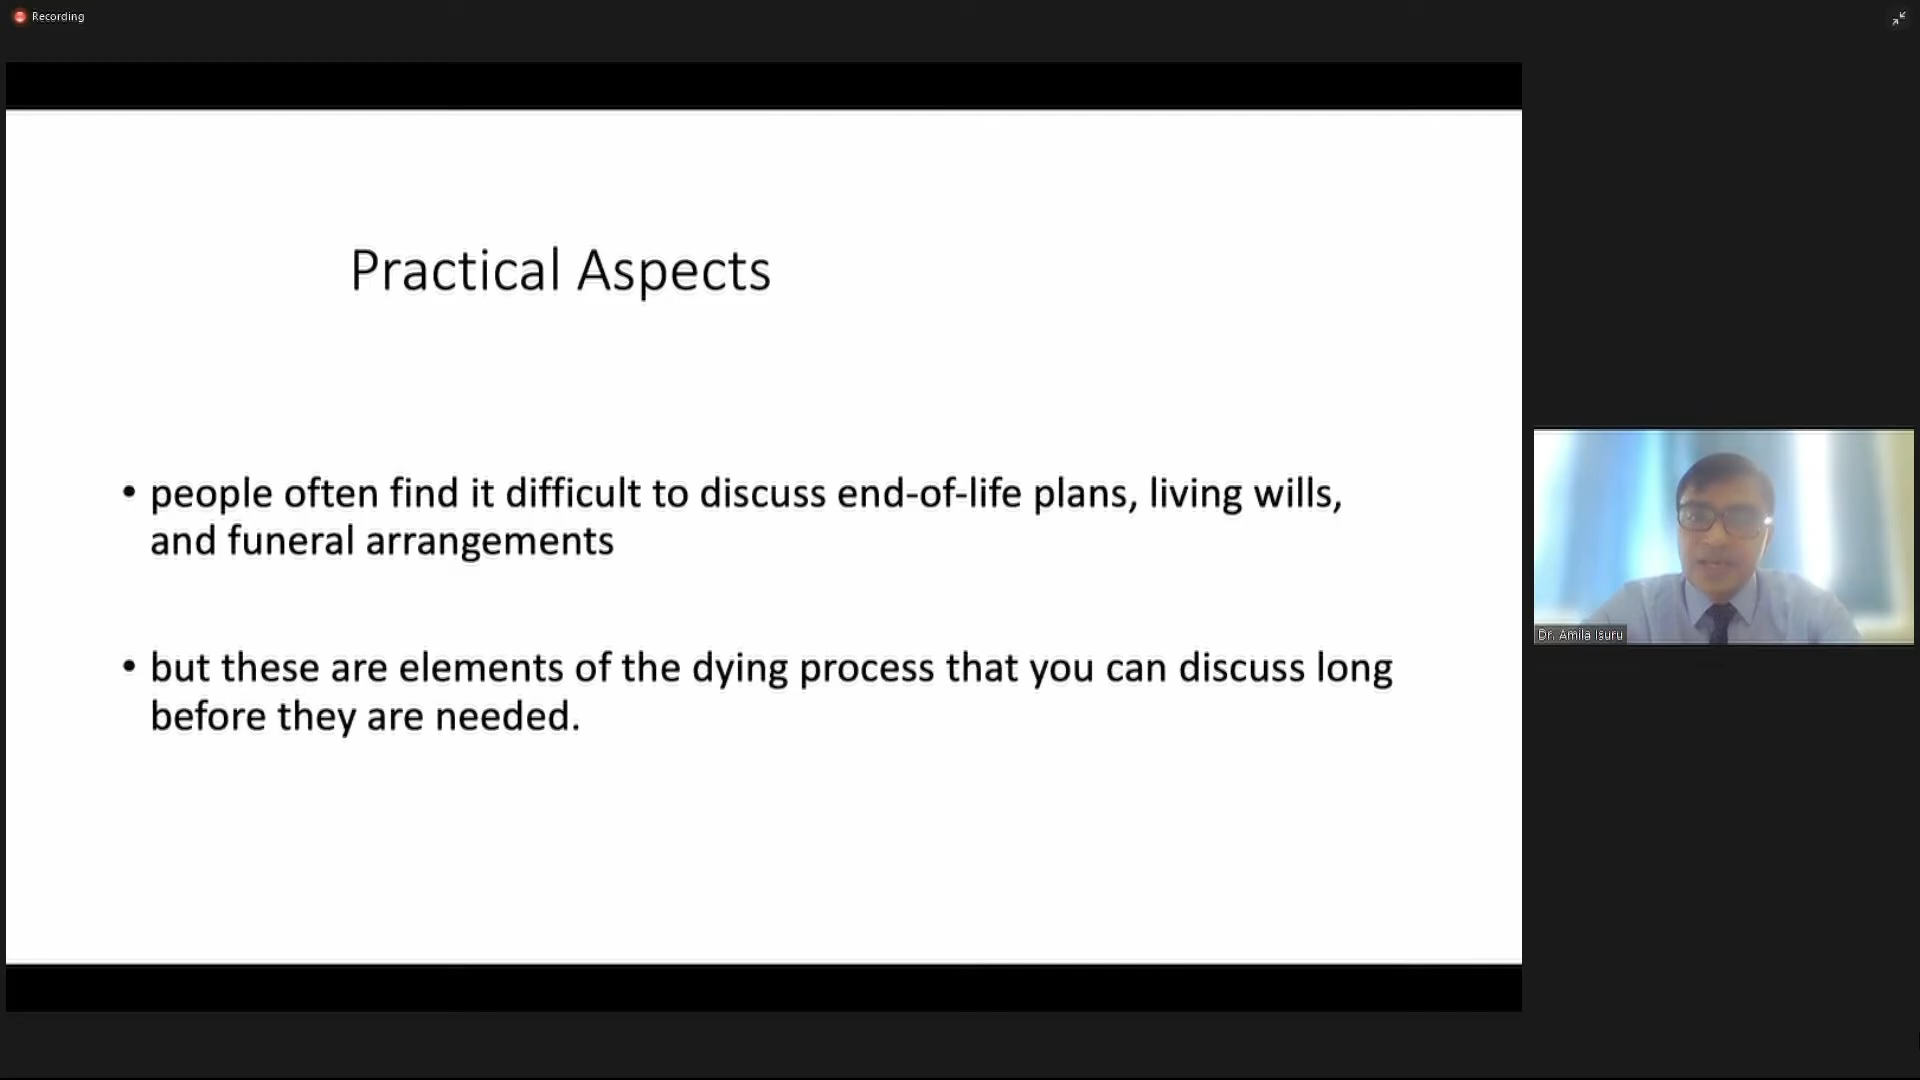 Recording
Practical Aspects
• people often find it difficult to discuss end-of-life plans, living wills,
and funeral arrangements
• but these are elements of the dying process that you can discuss long
before they are needed.
Dr. Amila Isuru